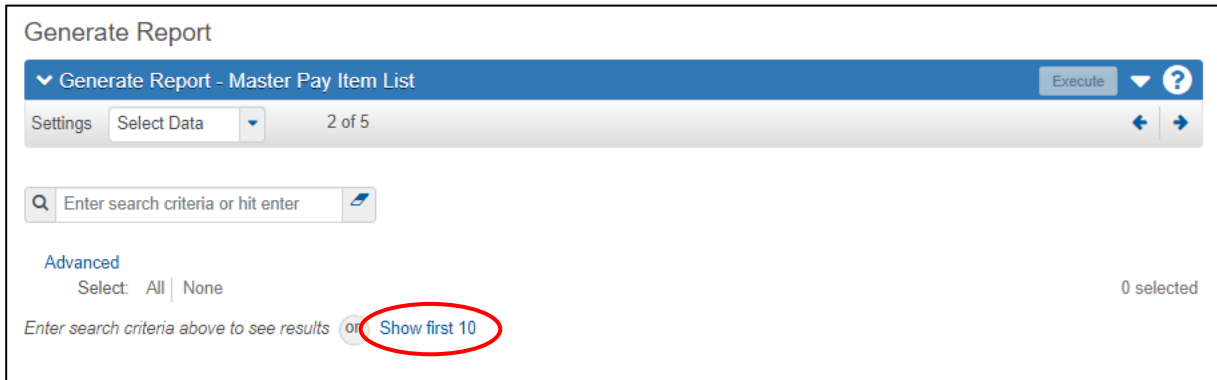 Generate Report
Generate Report - Master Pay Item List Execute ?
Settings Select Data 2 of 5
Enter search criteria or hit enter
Advanced
Select: All None 0 selected
Enter search criteria above to see results or Show first 10